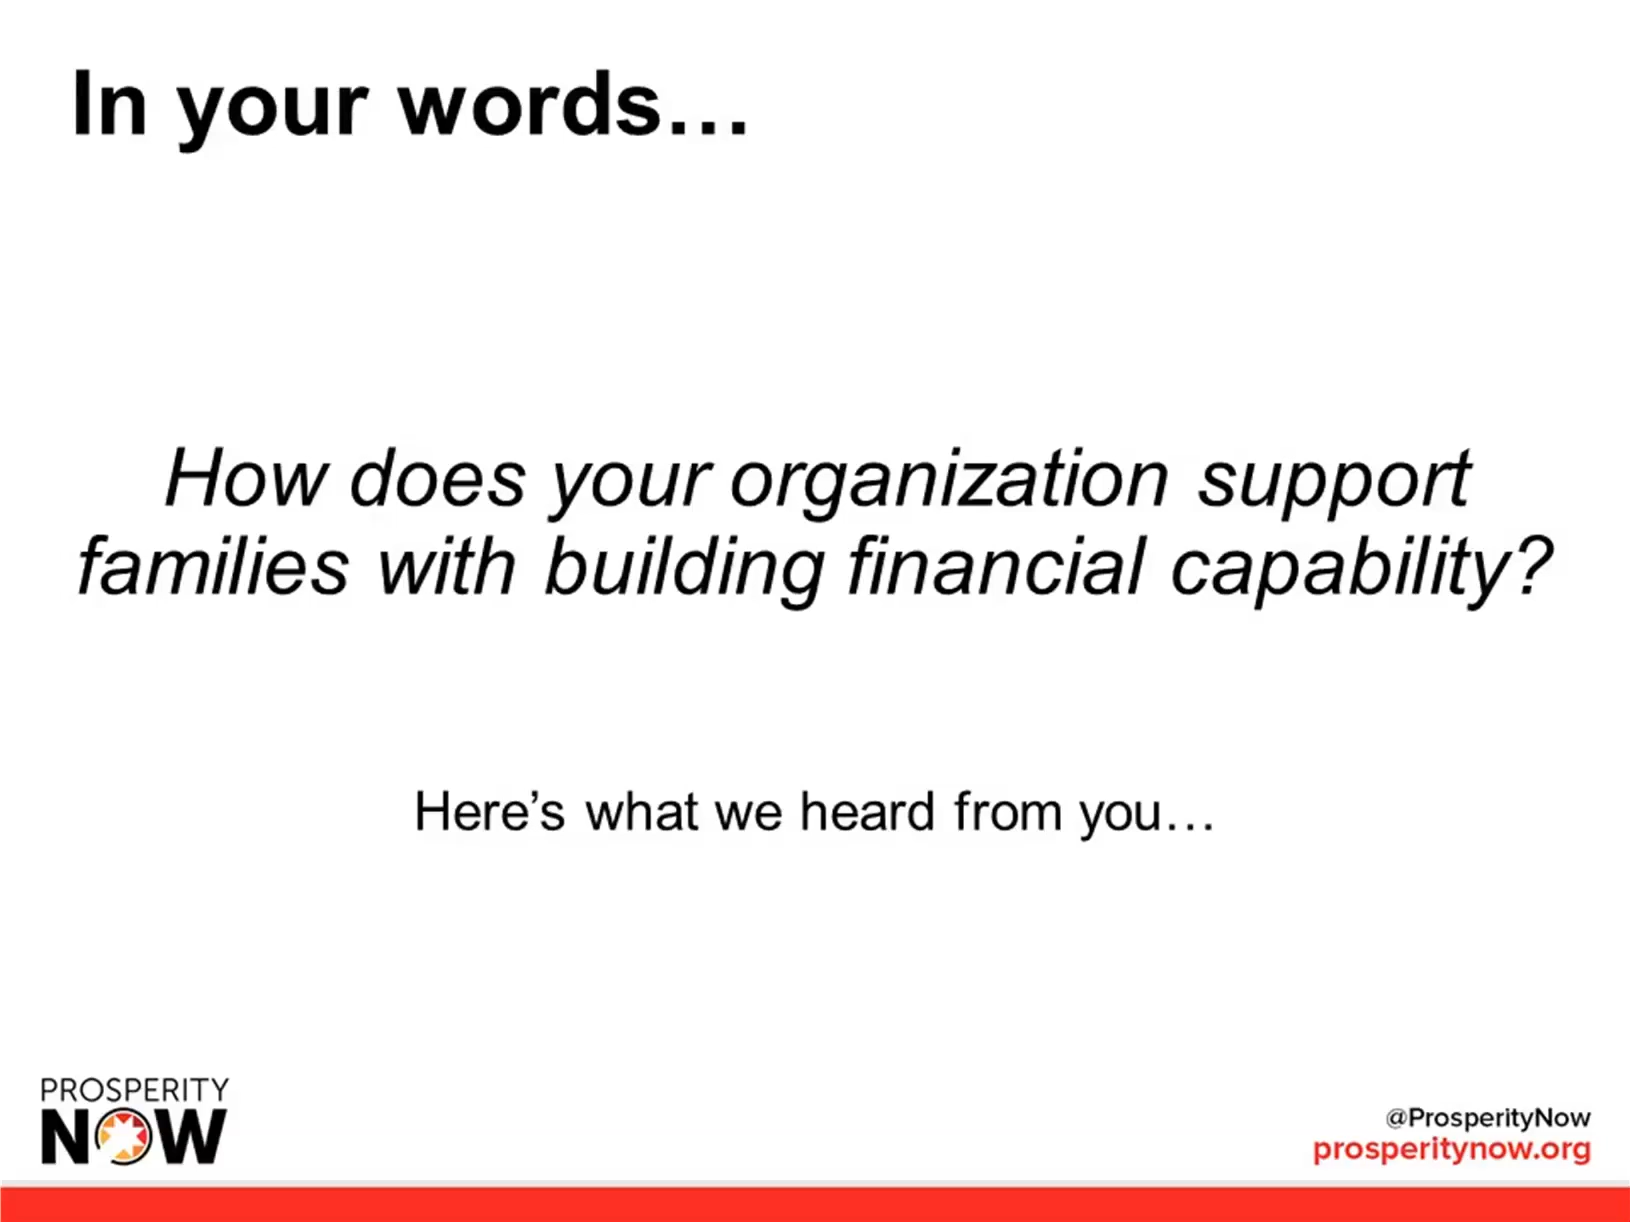 In your words…
How does your organization support
families with building financial capability?
Here’s what we heard from you…
PROSPERITY
NOW
@ProsperityNow
prosperitynow.org